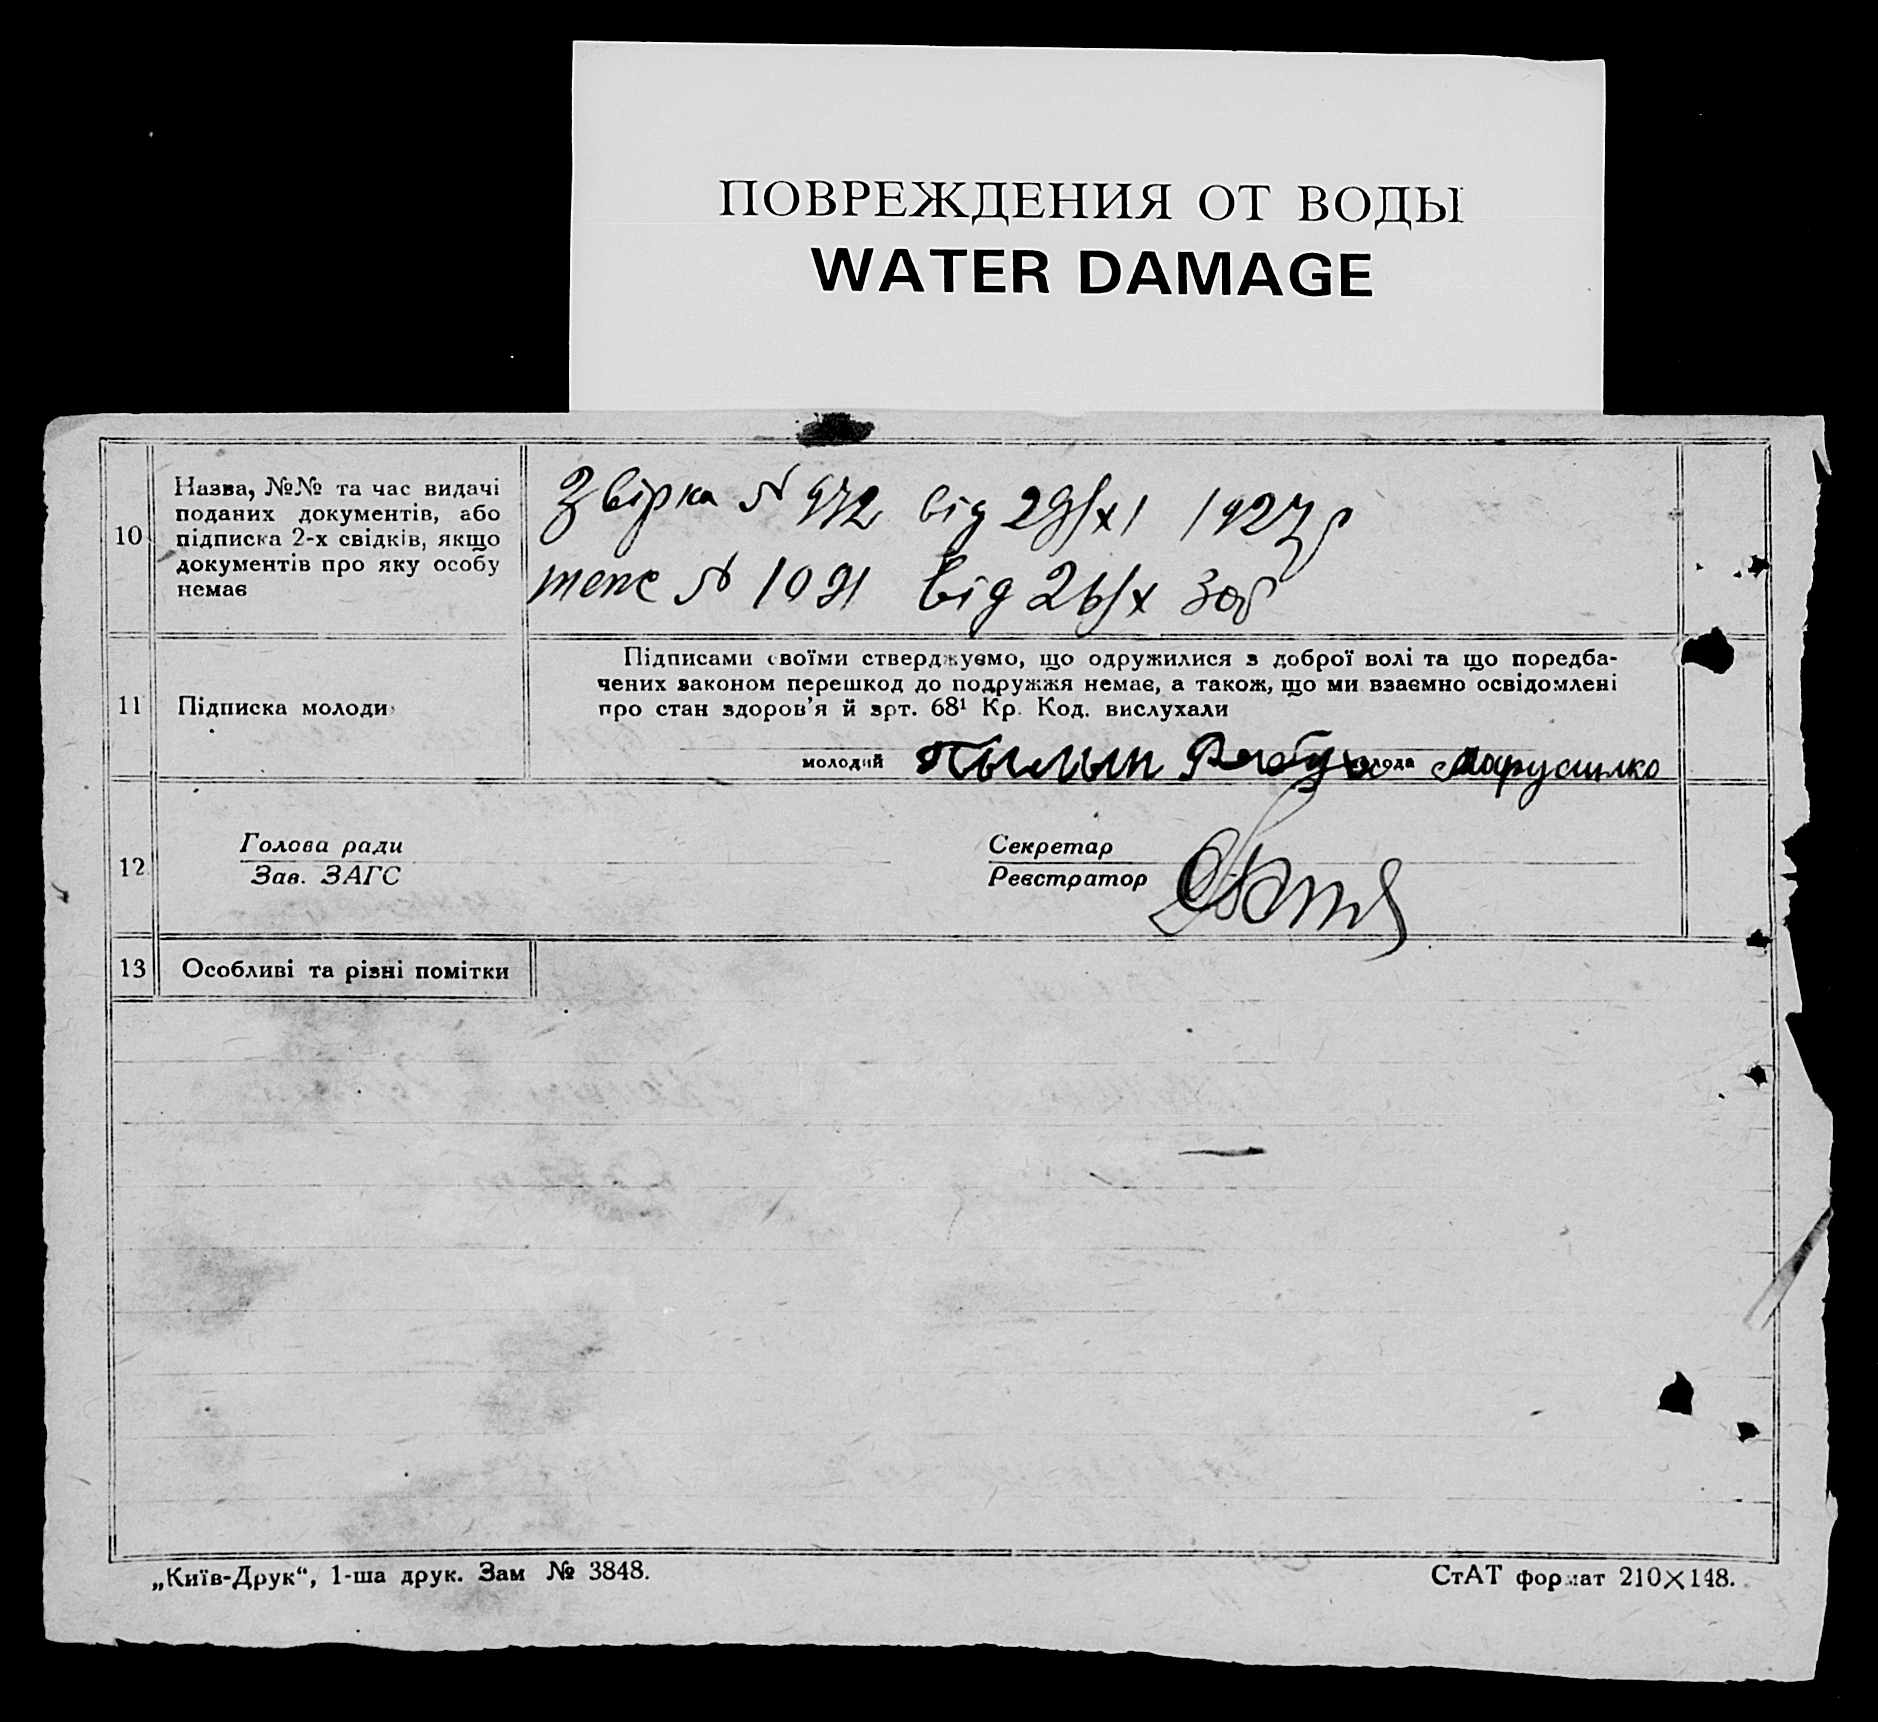 ПОВРЕЖДЕНИЯ ОТ ВОДЫ
WATER DAMAGE
10
Назва, №№ та час видачі
поданих документів, або
підписка 2-х свідків, якщо
документів про яку особу
немає
Звірка N 972 від 29/XI 1927 р
теж N 1091 від 26/X 30 р
11
Підписка молоди
Підписами своїми стверджуємо, що одружилися з доброї волі та що поредба-
чених законом перешкод до подружжя немає, а також, що ми взаємно освідомлені
про стан здоров'я й арт. 68¹ Кр. Код. вислухали
молодий Пылып молода
12
Голова ради
Зав. ЗАГС
Секретар
Реєстратор
13
Особливі та різні помітки
„Київ-Друк“, 1-ша друк. Зам № 3848.
СтАТ формат 210×148.